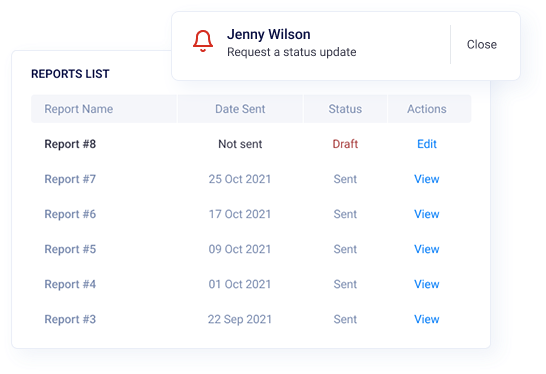 Jenny Wilson
Request a status update
Close
REPORTS LIST
Report Name Date Sent Status Actions
Report #8 Not sent Draft Edit
Report #7 25 Oct 2021 Sent View
Report #6 17 Oct 2021 Sent View
Report #5 09 Oct 2021 Sent View
Report #4 01 Oct 2021 Sent View
Report #3 22 Sep 2021 Sent View